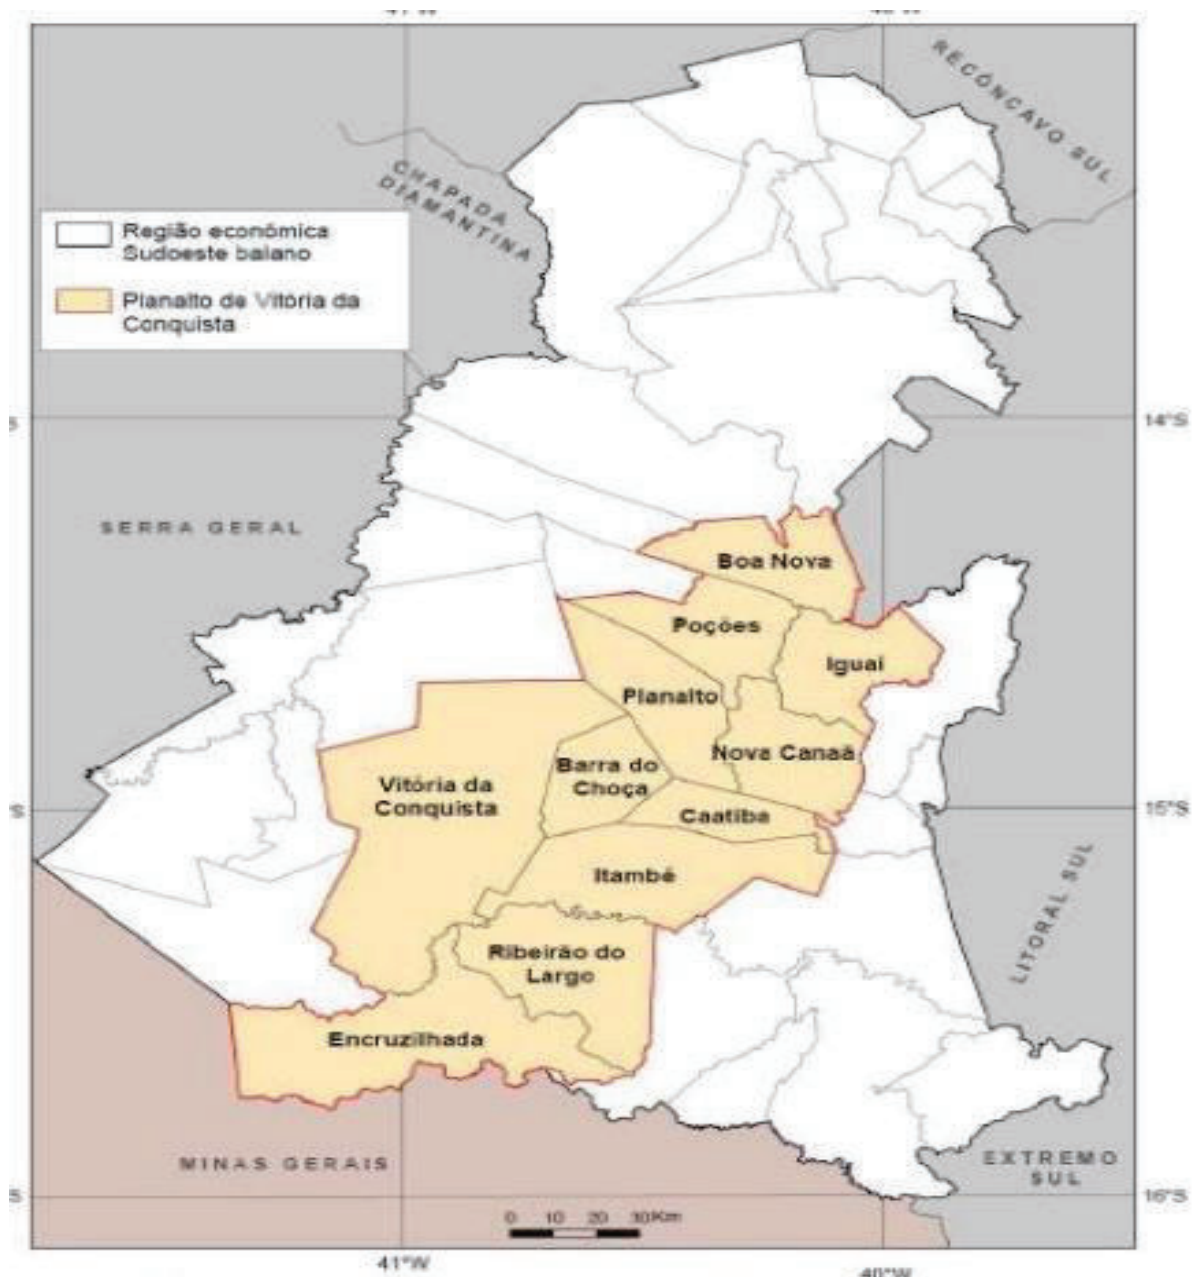 RECÔNCAVO SUL
CHAPADA
DIAMANTINA
Região econômica
Sudoeste baiano
Planalto de Vitória da
Conquista
14°S
SERRA GERAL
Boa Nova
Poções
Iguaí
Planalto
Nova Canaã
Barra do
Choça
Vitória da
Conquista
Caatiba
15°S
Itambé
LITORAL SUL
Ribeirão do
Largo
Encruzilhada
MINAS GERAIS
EXTREMO
SUL
16°S
0 10 20 30Km
41°W
40°W